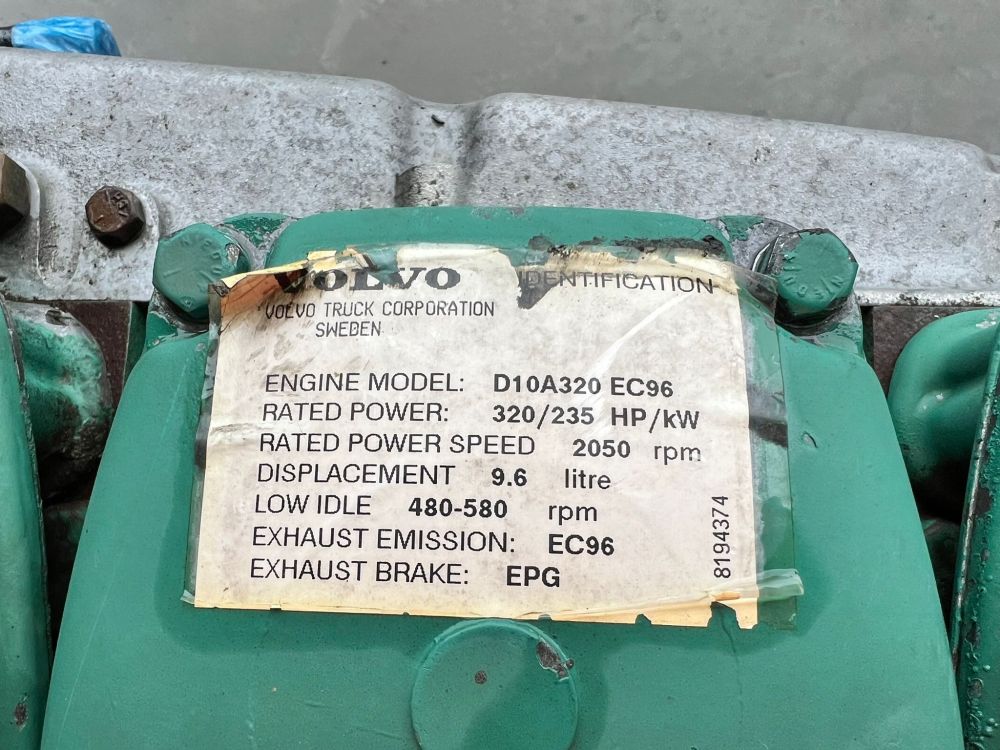 VOLVO IDENTIFICATION
VOLVO TRUCK CORPORATION
SWEDEN
ENGINE MODEL: D10A320 EC96
RATED POWER: 320/235 HP/kW
RATED POWER SPEED 2050 rpm
DISPLACEMENT 9.6 litre
LOW IDLE 480-580 rpm
EXHAUST EMISSION: EC96
EXHAUST BRAKE: EPG
8194374